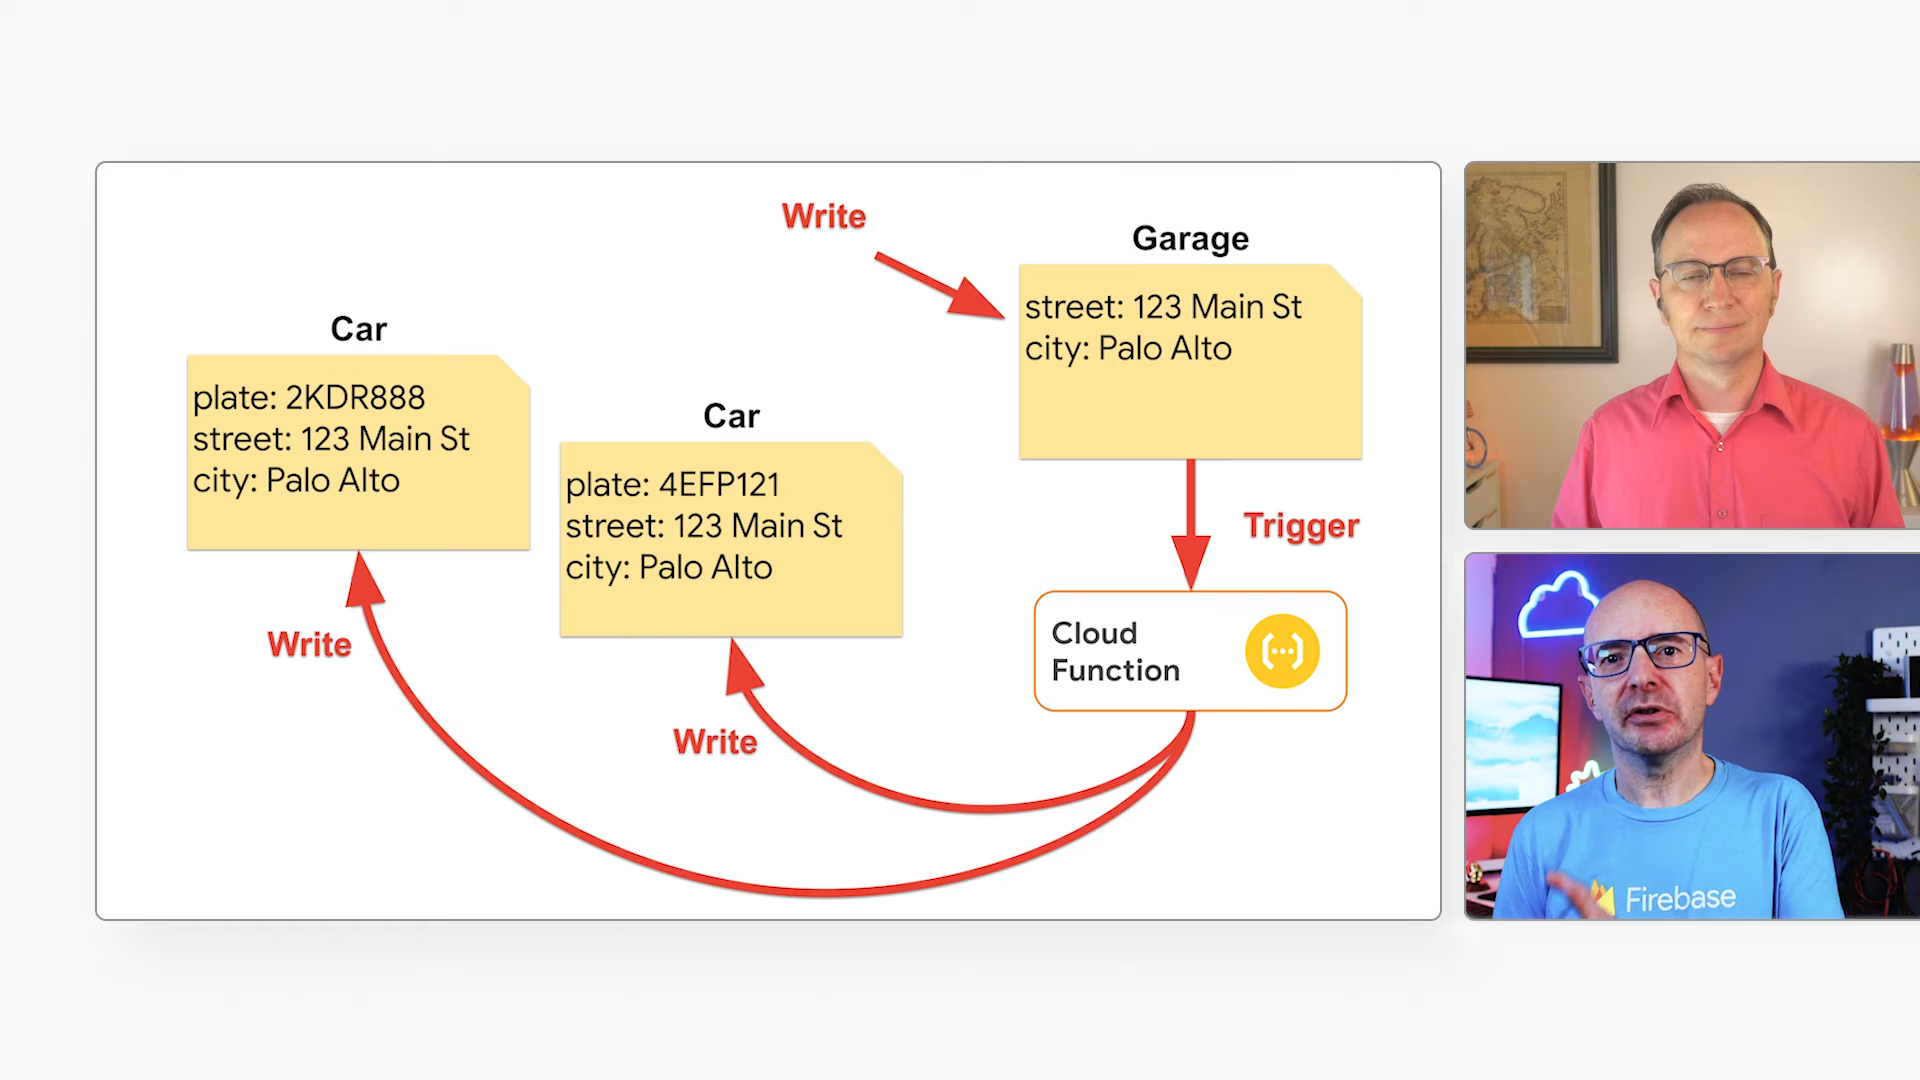 Write
Garage
street: 123 Main St
city: Palo Alto
Car
plate: 2KDR888
street: 123 Main St
city: Palo Alto
Car
plate: 4EFP121
street: 123 Main St
city: Palo Alto
Trigger
Cloud
Function
Write
Write
Firebase